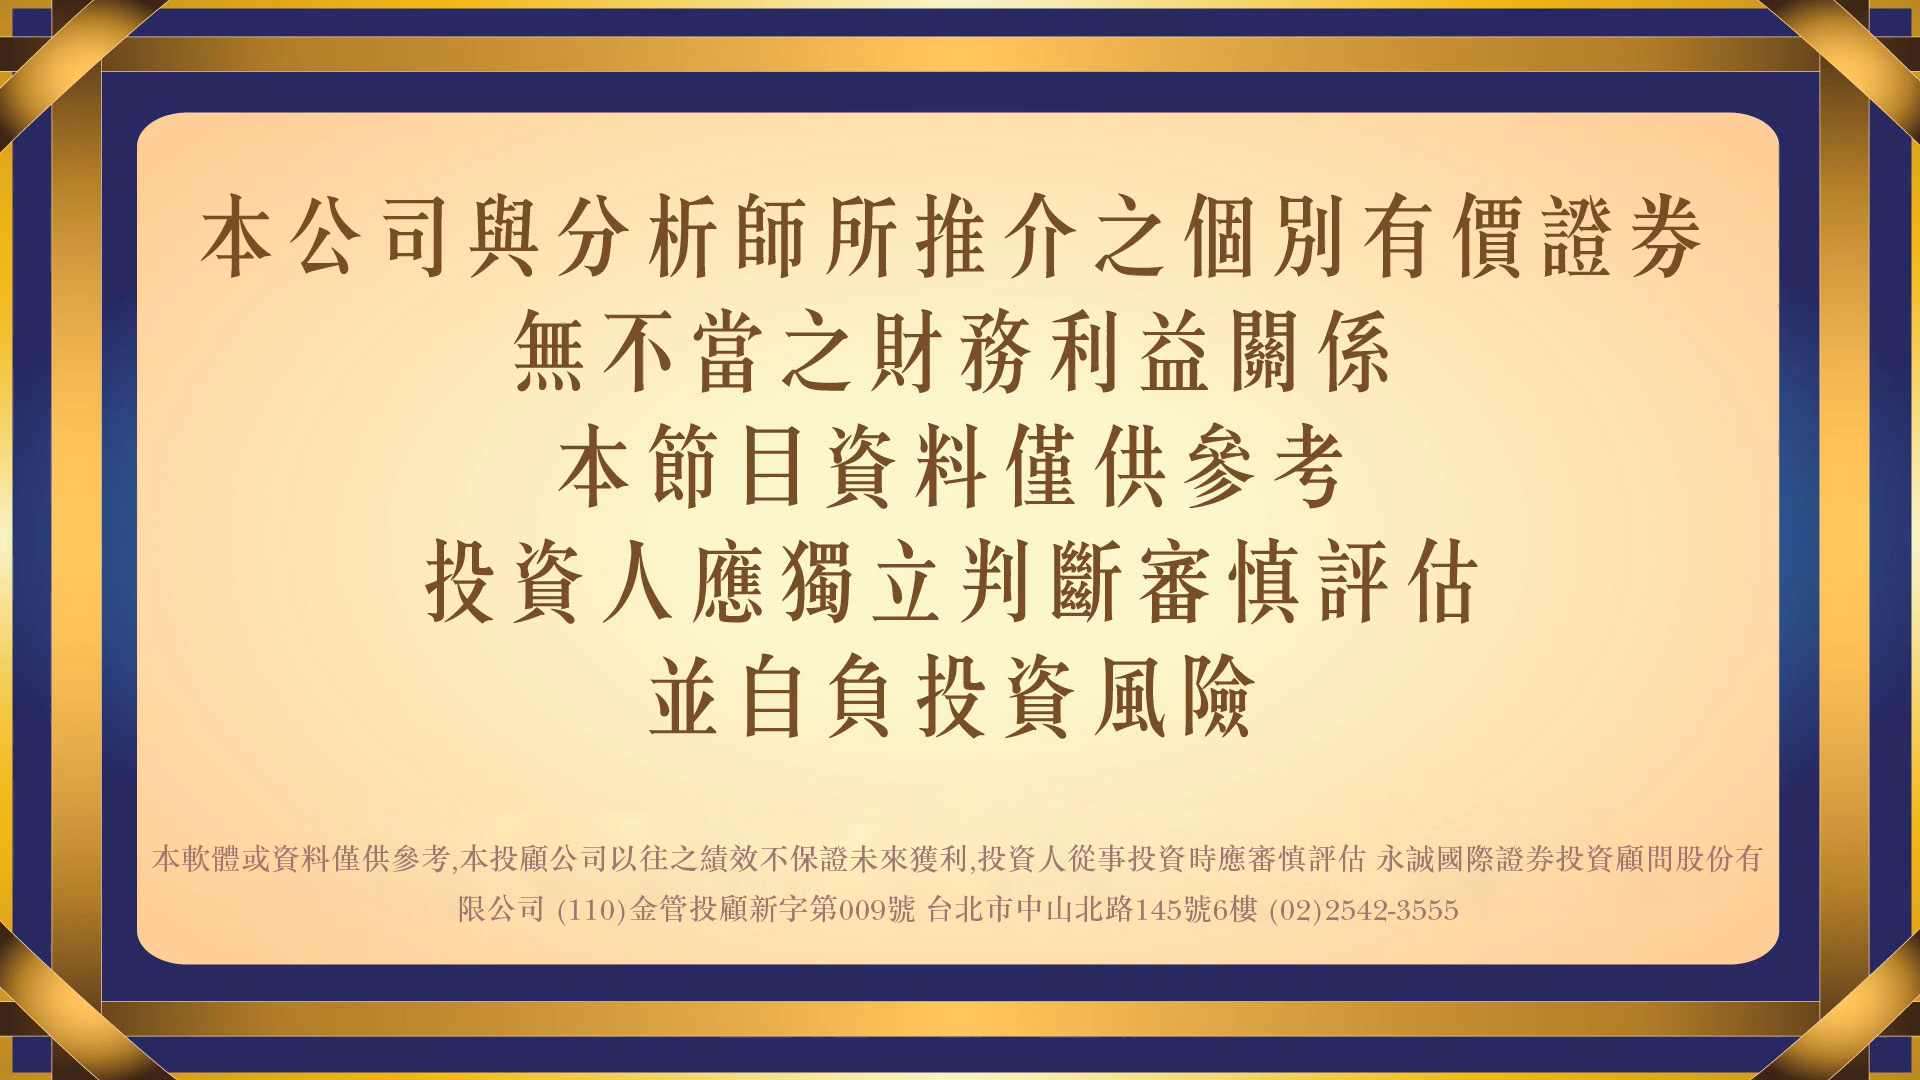 本公司與分析師所推介之個別有價證券
無不當之財務利益關係
本節目資料僅供參考
投資人應獨立判斷審慎評估
並自負投資風險
本軟體或資料僅供參考,本投顧公司以往之績效不保證未來獲利,投資人從事投資時應審慎評估 永誠國際證券投資顧問股份有
限公司 (110)金管投顧新字第009號 台北市中山北路145號6樓 (02)2542-3555